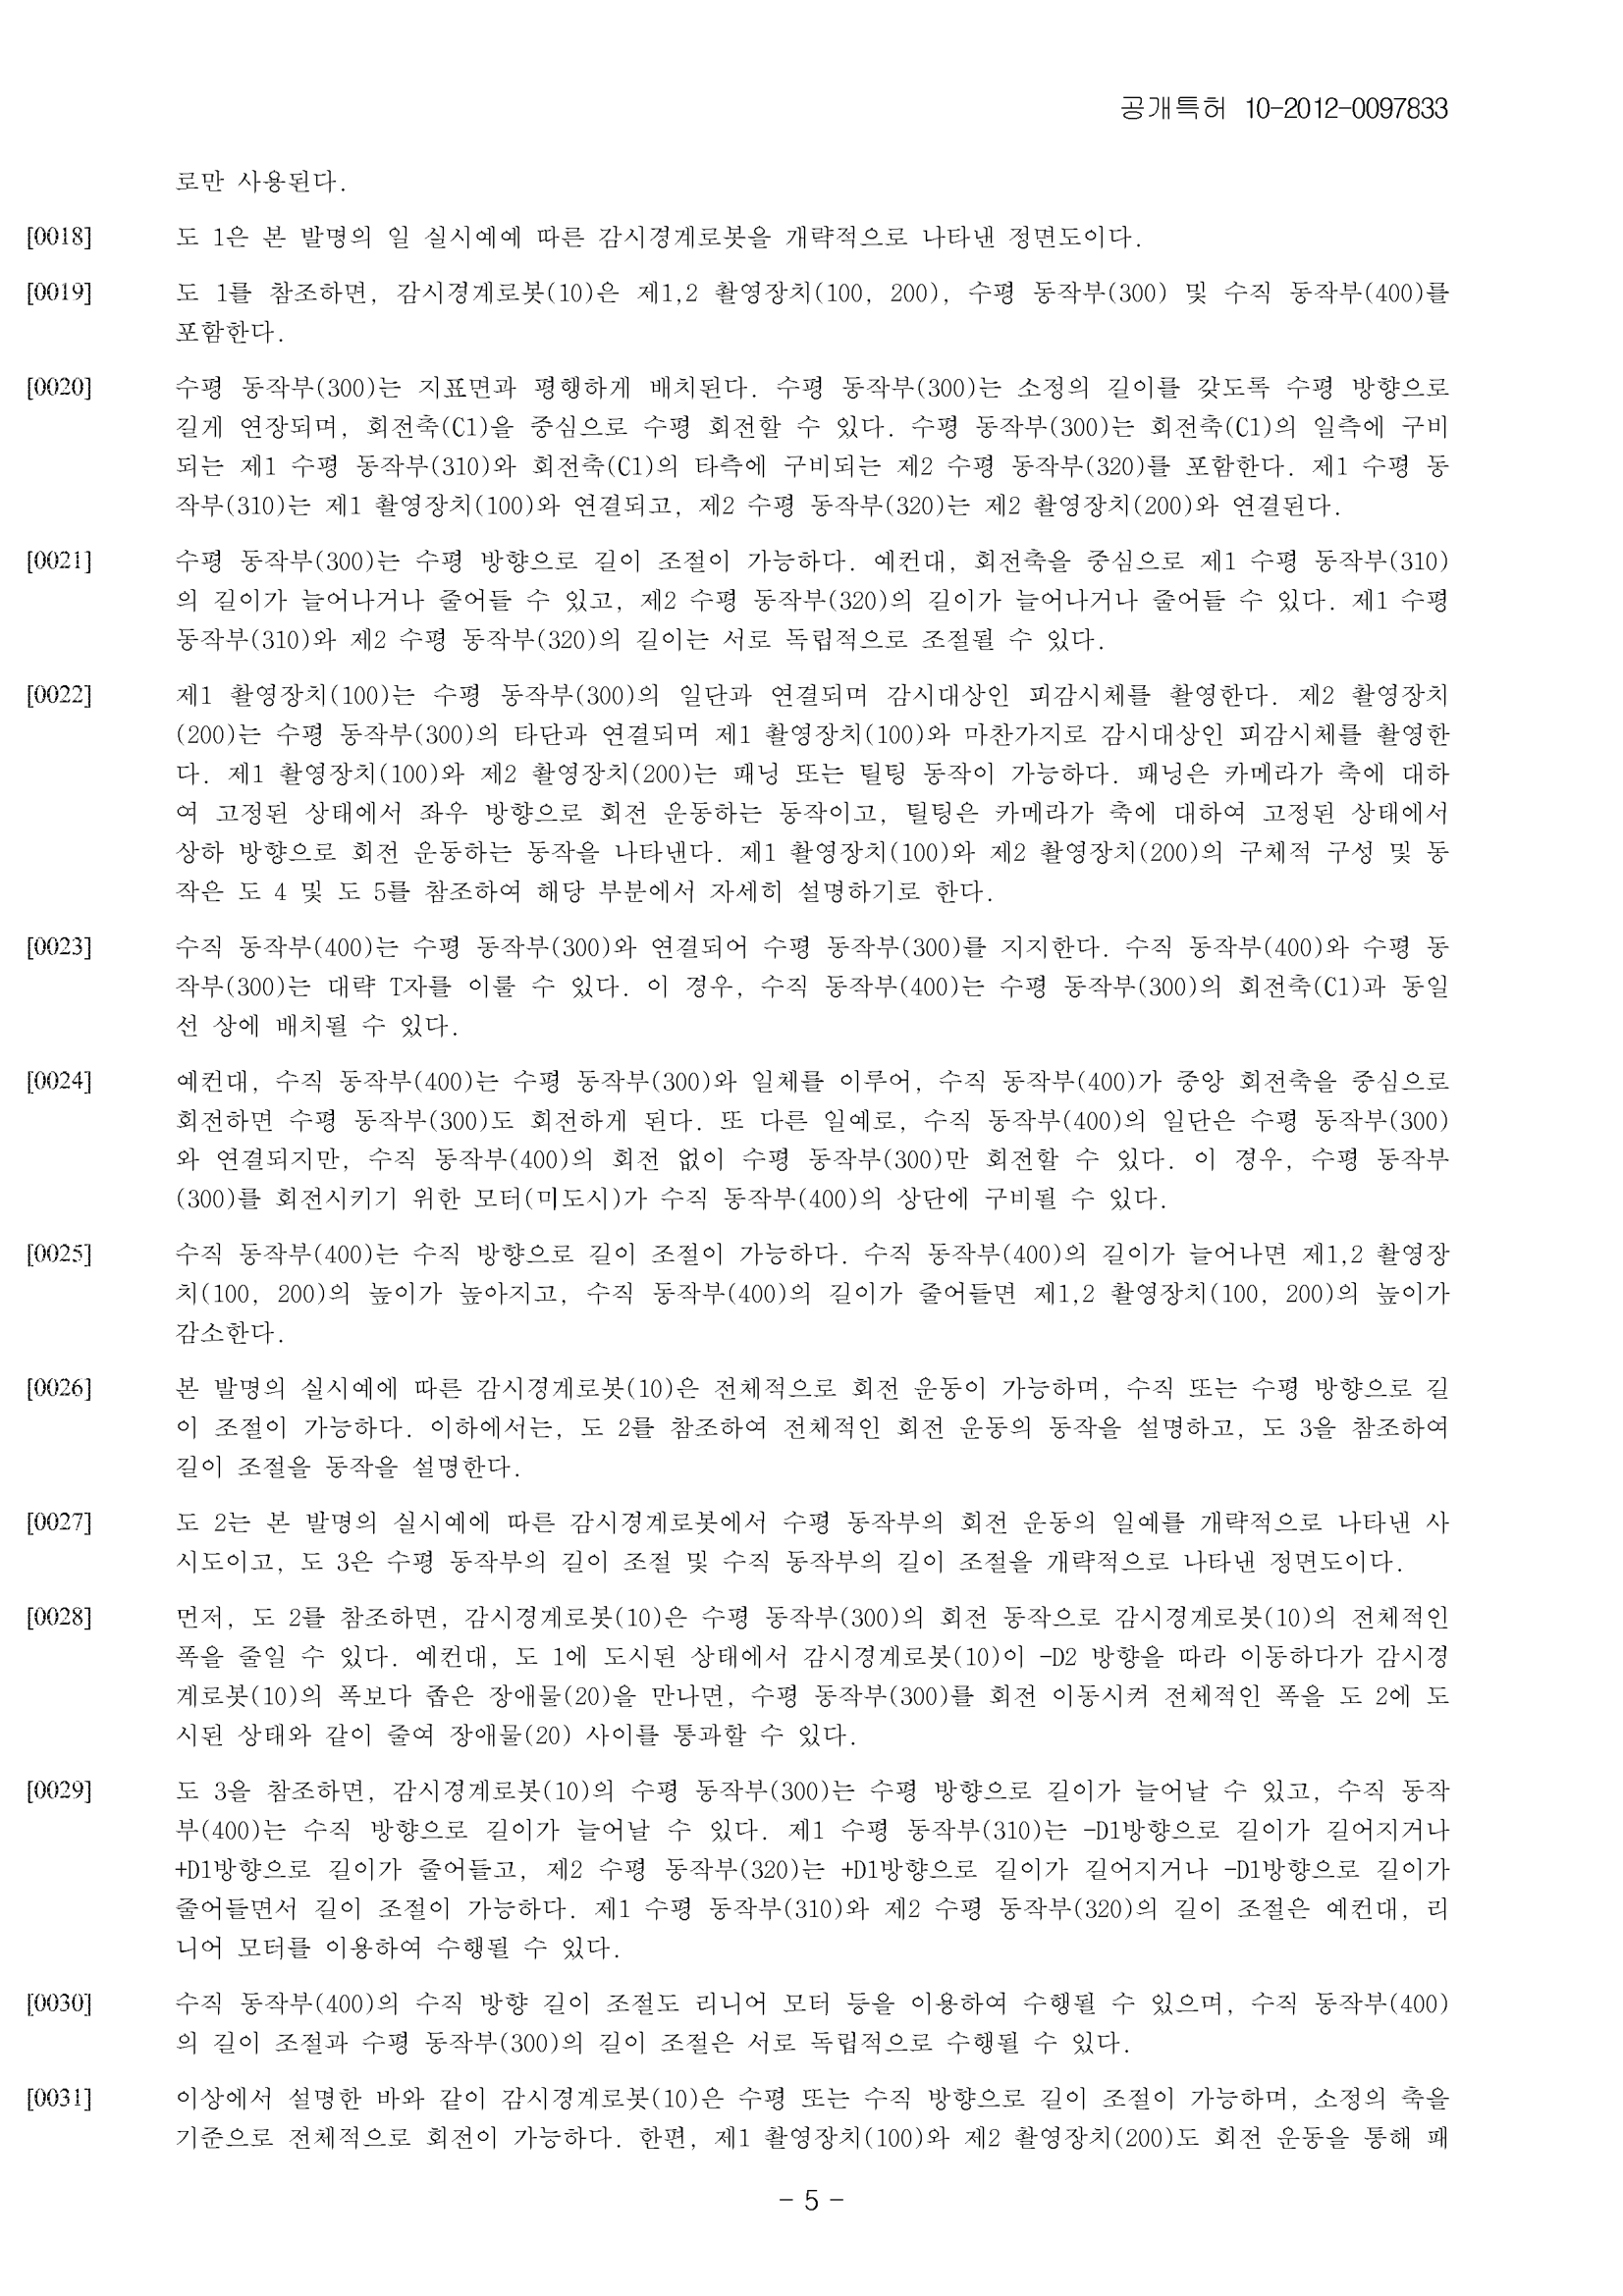 공개특허 10-2012-0097833
로만 사용된다.
[0018] 도 1은 본 발명의 일 실시예예 따른 감시경계로봇을 개략적으로 나타낸 정면도이다.
[0019] 도 1를 참조하면, 감시경계로봇(10)은 제1,2 촬영장치(100, 200), 수평 동작부(300) 및 수직 동작부(400)를
포함한다.
[0020] 수평 동작부(300)는 지표면과 평행하게 배치된다. 수평 동작부(300)는 소정의 길이를 갖도록 수평 방향으로
길게 연장되며, 회전축(C1)을 중심으로 수평 회전할 수 있다. 수평 동작부(300)는 회전축(C1)의 일측에 구비
되는 제1 수평 동작부(310)와 회전축(C1)의 타측에 구비되는 제2 수평 동작부(320)를 포함한다. 제1 수평 동
작부(310)는 제1 촬영장치(100)와 연결되고, 제2 수평 동작부(320)는 제2 촬영장치(200)와 연결된다.
[0021] 수평 동작부(300)는 수평 방향으로 길이 조절이 가능하다. 예컨대, 회전축을 중심으로 제1 수평 동작부(310)
의 길이가 늘어나거나 줄어들 수 있고, 제2 수평 동작부(320)의 길이가 늘어나거나 줄어들 수 있다. 제1 수평
동작부(310)와 제2 수평 동작부(320)의 길이는 서로 독립적으로 조절될 수 있다.
[0022] 제1 촬영장치(100)는 수평 동작부(300)의 일단과 연결되며 감시대상인 피감시체를 촬영한다. 제2 촬영장치
(200)는 수평 동작부(300)의 타단과 연결되며 제1 촬영장치(100)와 마찬가지로 감시대상인 피감시체를 촬영한
다. 제1 촬영장치(100)와 제2 촬영장치(200)는 패닝 또는 틸팅 동작이 가능하다. 패닝은 카메라가 축에 대하
여 고정된 상태에서 좌우 방향으로 회전 운동하는 동작이고, 틸팅은 카메라가 축에 대하여 고정된 상태에서
상하 방향으로 회전 운동하는 동작을 나타낸다. 제1 촬영장치(100)와 제2 촬영장치(200)의 구체적 구성 및 동
작은 도 4 및 도 5를 참조하여 해당 부분에서 자세히 설명하기로 한다.
[0023] 수직 동작부(400)는 수평 동작부(300)와 연결되어 수평 동작부(300)를 지지한다. 수직 동작부(400)와 수평 동
작부(300)는 대략 T자를 이룰 수 있다. 이 경우, 수직 동작부(400)는 수평 동작부(300)의 회전축(C1)과 동일
선 상에 배치될 수 있다.
[0024] 예컨대, 수직 동작부(400)는 수평 동작부(300)와 일체를 이루어, 수직 동작부(400)가 중앙 회전축을 중심으로
회전하면 수평 동작부(300)도 회전하게 된다. 또 다른 일예로, 수직 동작부(400)의 일단은 수평 동작부(300)
와 연결되지만, 수직 동작부(400)의 회전 없이 수평 동작부(300)만 회전할 수 있다. 이 경우, 수평 동작부
(300)를 회전시키기 위한 모터(미도시)가 수직 동작부(400)의 상단에 구비될 수 있다.
[0025] 수직 동작부(400)는 수직 방향으로 길이 조절이 가능하다. 수직 동작부(400)의 길이가 늘어나면 제1,2 촬영장
치(100, 200)의 높이가 높아지고, 수직 동작부(400)의 길이가 줄어들면 제1,2 촬영장치(100, 200)의 높이가
감소한다.
[0026] 본 발명의 실시예에 따른 감시경계로봇(10)은 전체적으로 회전 운동이 가능하며, 수직 또는 수평 방향으로 길
이 조절이 가능하다. 이하에서는, 도 2를 참조하여 전체적인 회전 운동의 동작을 설명하고, 도 3을 참조하여
길이 조절을 동작을 설명한다.
[0027] 도 2는 본 발명의 실시예에 따른 감시경계로봇에서 수평 동작부의 회전 운동의 일예를 개략적으로 나타낸 사
시도이고, 도 3은 수평 동작부의 길이 조절 및 수직 동작부의 길이 조절을 개략적으로 나타낸 정면도이다.
[0028] 먼저, 도 2를 참조하면, 감시경계로봇(10)은 수평 동작부(300)의 회전 동작으로 감시경계로봇(10)의 전체적인
폭을 줄일 수 있다. 예컨대, 도 1에 도시된 상태에서 감시경계로봇(10)이 -D2 방향을 따라 이동하다가 감시경
계로봇(10)의 폭보다 좁은 장애물(20)을 만나면, 수평 동작부(300)를 회전 이동시켜 전체적인 폭을 도 2에 도
시된 상태와 같이 줄여 장애물(20) 사이를 통과할 수 있다.
[0029] 도 3을 참조하면, 감시경계로봇(10)의 수평 동작부(300)는 수평 방향으로 길이가 늘어날 수 있고, 수직 동작
부(400)는 수직 방향으로 길이가 늘어날 수 있다. 제1 수평 동작부(310)는 -D1방향으로 길이가 길어지거나
+D1방향으로 길이가 줄어들고, 제2 수평 동작부(320)는 +D1방향으로 길이가 길어지거나 -D1방향으로 길이가
줄어들면서 길이 조절이 가능하다. 제1 수평 동작부(310)와 제2 수평 동작부(320)의 길이 조절은 예컨대, 리
니어 모터를 이용하여 수행될 수 있다.
[0030] 수직 동작부(400)의 수직 방향 길이 조절도 리니어 모터 등을 이용하여 수행될 수 있으며, 수직 동작부(400)
의 길이 조절과 수평 동작부(300)의 길이 조절은 서로 독립적으로 수행될 수 있다.
[0031] 이상에서 설명한 바와 같이 감시경계로봇(10)은 수평 또는 수직 방향으로 길이 조절이 가능하며, 소정의 축을
기준으로 전체적으로 회전이 가능하다. 한편, 제1 촬영장치(100)와 제2 촬영장치(200)도 회전 운동을 통해 패
- 5 -